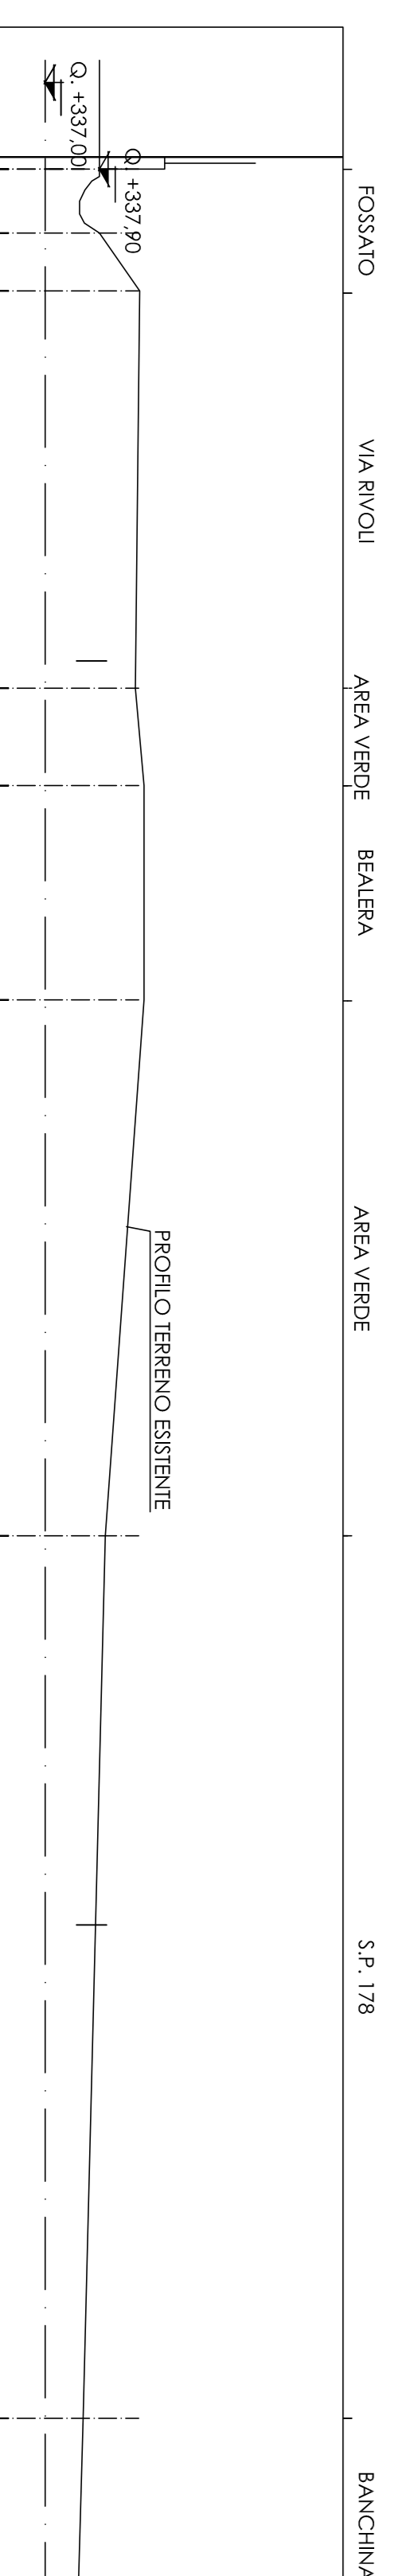 FOSSATO
VIA RIVOLI
AREA VERDE
BEALERA
AREA VERDE
S.P. 178
BANCHINA
Q. +337,90
Q. +337,00
PROFILO TERRENO ESISTENTE